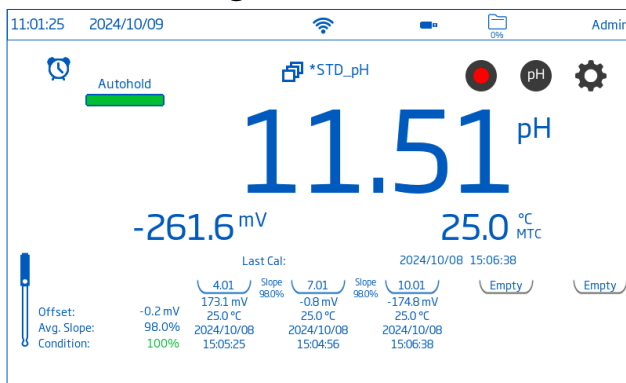 11:01:25 2024/10/09 0% Admin
Autohold *STD_pH pH
11.51 pH
-261.6 mV 25.0 °C MTC
Last Cal: 2024/10/08 15:06:38
4.01 Slope 98.0% 7.01 Slope 98.0% 10.01 Empty Empty
173.1 mV -0.8 mV -174.8 mV
Offset: -0.2 mV 25.0 °C 25.0 °C 25.0 °C
Avg. Slope: 98.0% 2024/10/08 2024/10/08 2024/10/08
Condition: 100% 15:05:25 15:04:56 15:06:38